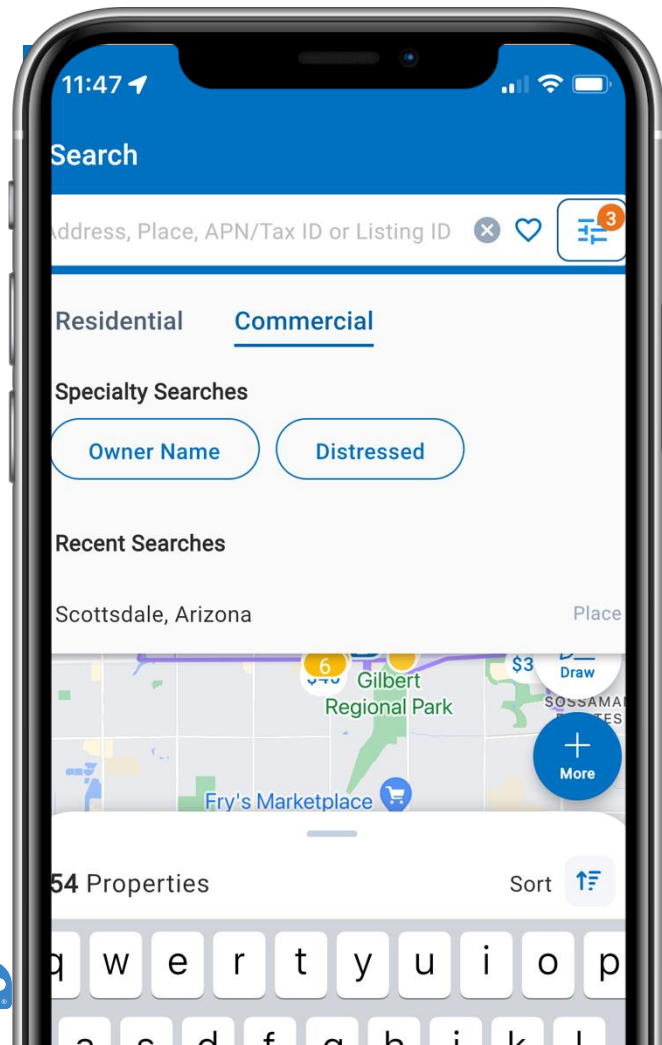 11:47
Search
Address, Place, APN/Tax ID or Listing ID
3
Residential Commercial
Specialty Searches
Owner Name Distressed
Recent Searches
Scottsdale, Arizona Place
6
$3
Draw
Gilbert
Regional Park
More
Fry's Marketplace
54 Properties Sort
q w e r t y u i o p
a s d f g h j k l